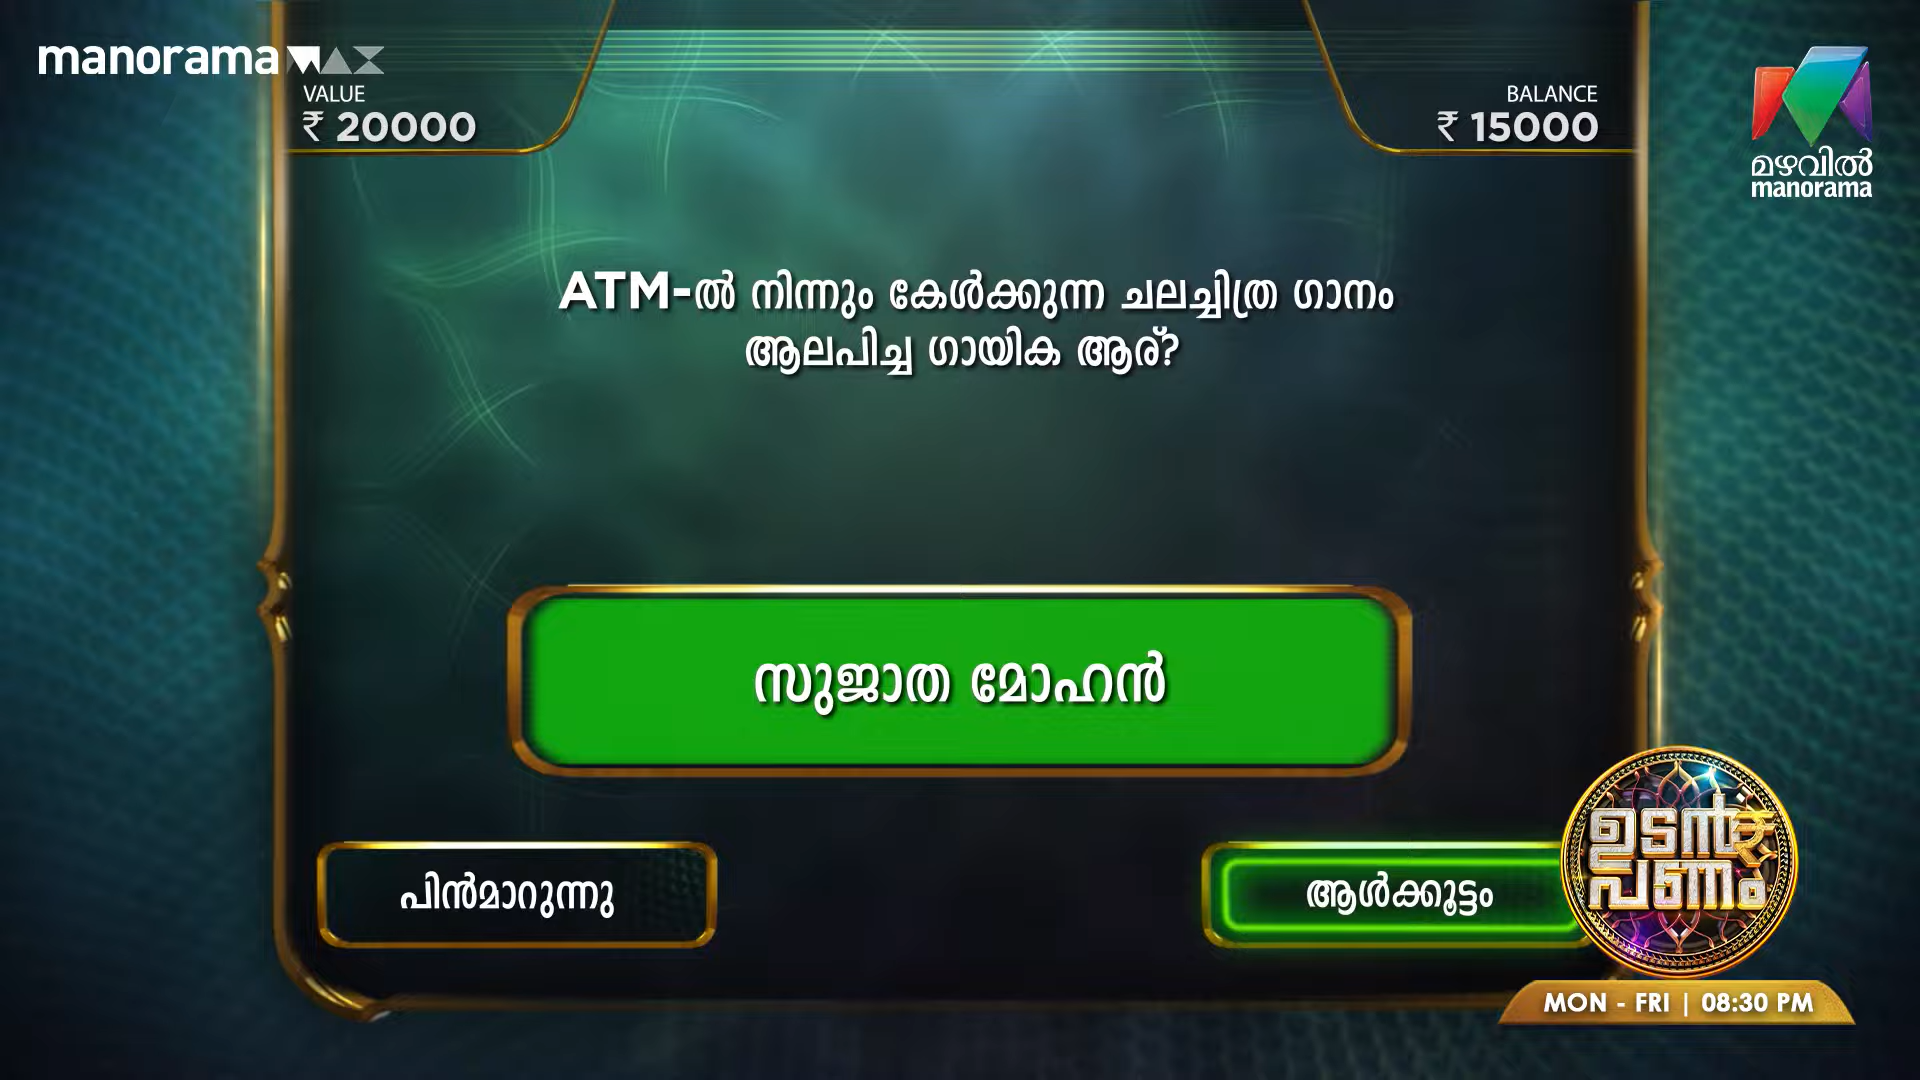 manorama MAX
VALUE
₹ 20000
BALANCE
₹ 15000
മഴവിൽ
manorama
ATM-ൽ നിന്നും കേൾക്കുന്ന ചലച്ചിത്ര ഗാനം
ആലപിച്ച ഗായിക ആര്?
സുജാത മോഹൻ
പിൻമാറുന്നു
ആൾക്കൂട്ടം
ഉടൻ
പണം
MON - FRI | 08:30 PM